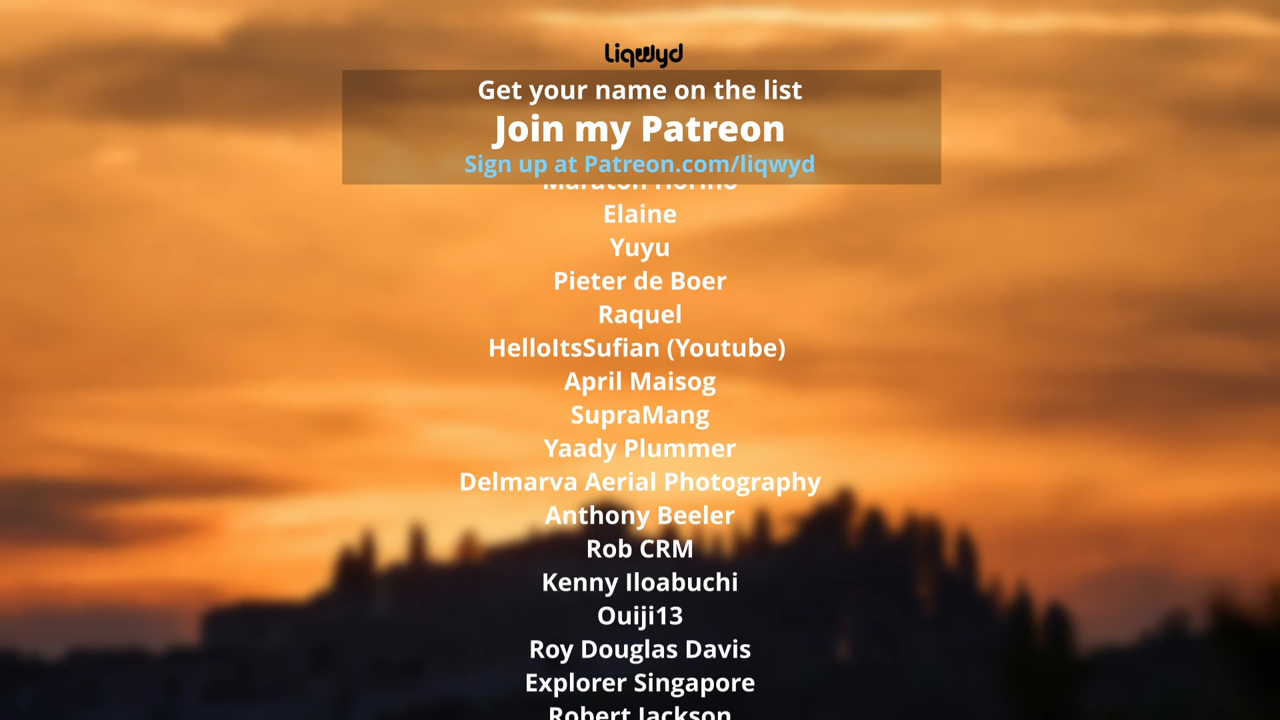 Liqwyd
Get your name on the list
Join my Patreon
Sign up at Patreon.com/liqwyd
Elaine
Yuyu
Pieter de Boer
Raquel
HelloItsSufian (Youtube)
April Maisog
SupraMang
Yaady Plummer
Delmarva Aerial Photography
Anthony Beeler
Rob CRM
Kenny Iloabuchi
Ouiji13
Roy Douglas Davis
Explorer Singapore
Robert Jackson